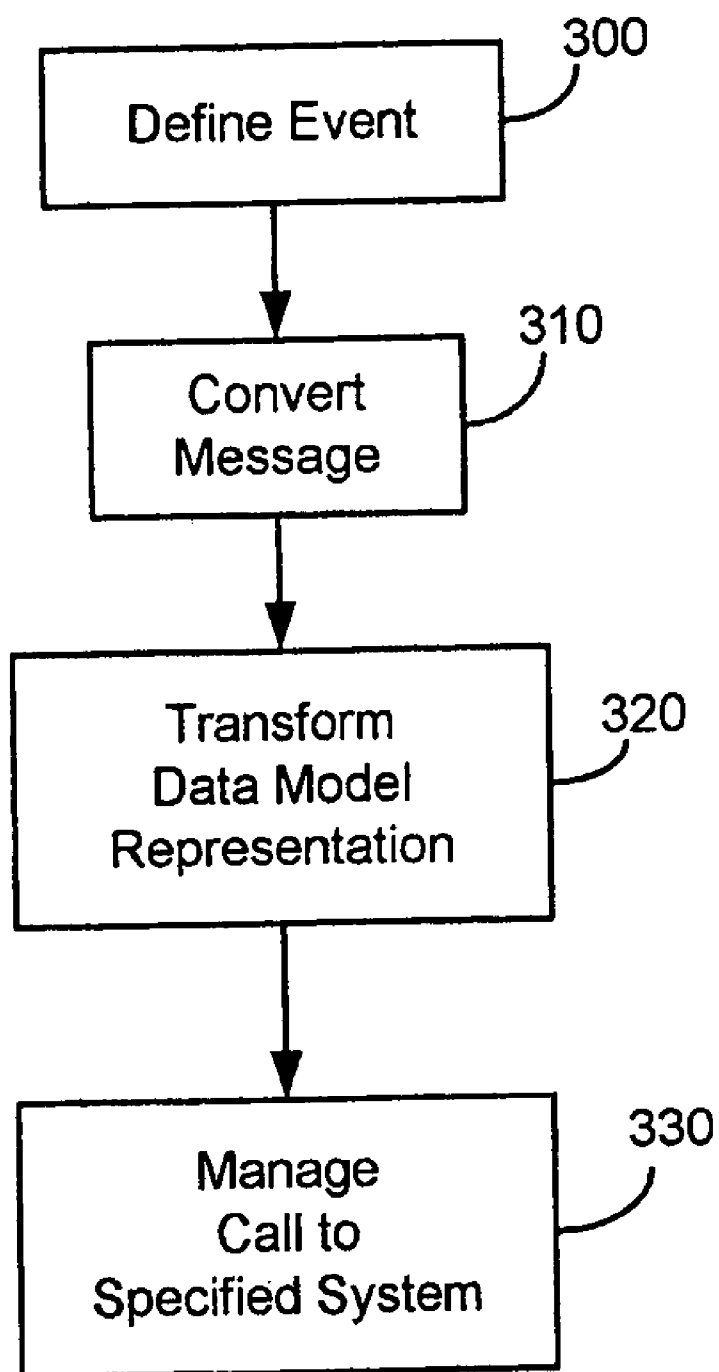 300
Define Event
310
Convert
Message
320
Transform
Data Model
Representation
330
Manage
Call to
Specified System